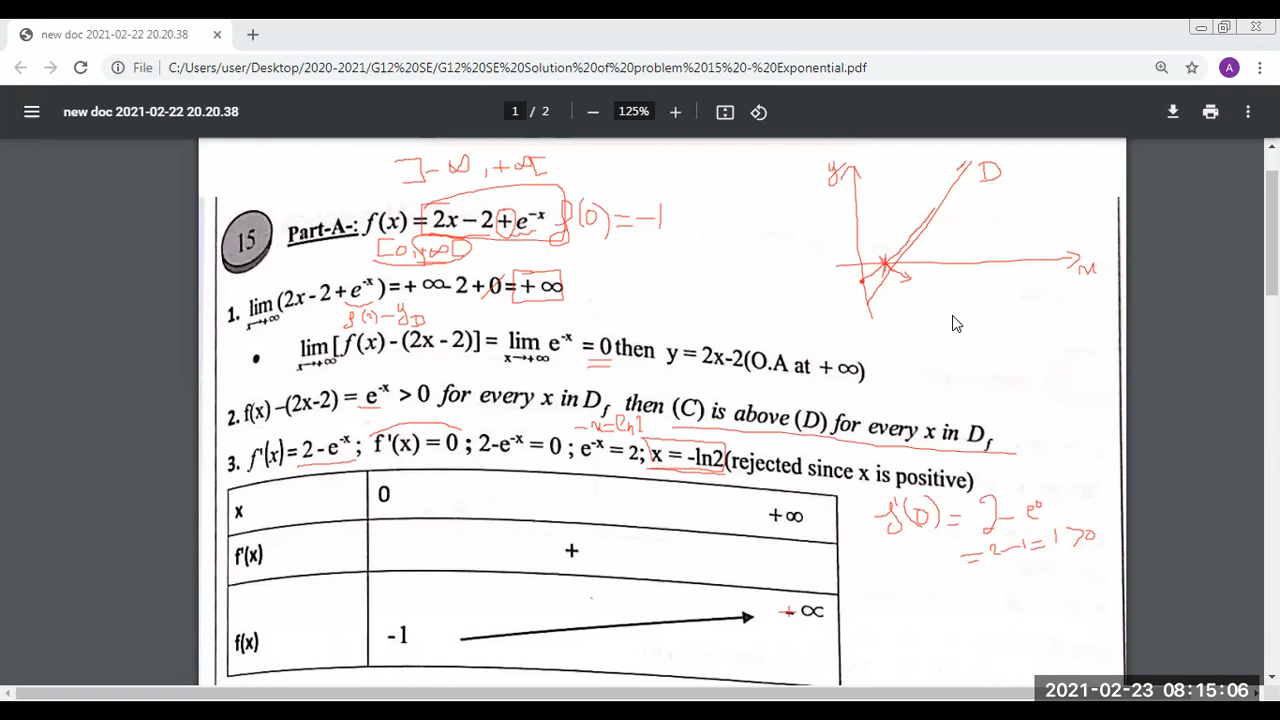 new doc 2021-02-22 20.20.38
File C:/Users/user/Desktop/2020-2021/G12%20SE/G12%20SE%20Solution%20of%20problem%2015%20-%20Exponential.pdf
A
new doc 2021-02-22 20.20.38
1 / 2
125%
]-∞, +∞[
y
D
x
15
Part-A-: f(x) = 2x − 2 + e^-x
f(0) = -1
[0, +∞[
1. lim x→+∞ (2x - 2 + e^-x) = + ∞ - 2 + 0 = + ∞
f(x) - yD
• lim x→+∞ [f(x) - (2x - 2)] = lim x→+∞ e^-x = 0 then y = 2x-2(O.A at + ∞)
2. f(x) -(2x-2) = e^-x > 0 for every x in Df then (C) is above (D) for every x in Df
-x = ln2
3. f'(x) = 2 - e^-x ; f'(x) = 0 ; 2-e^-x = 0 ; e^-x = 2; x = -ln2 (rejected since x is positive)
x 0 +∞
f'(x) +
f(x) -1 +∞
f'(0) = 2 - e^0
= 2-1 = 1 > 0
2021-02-23 08:15:06